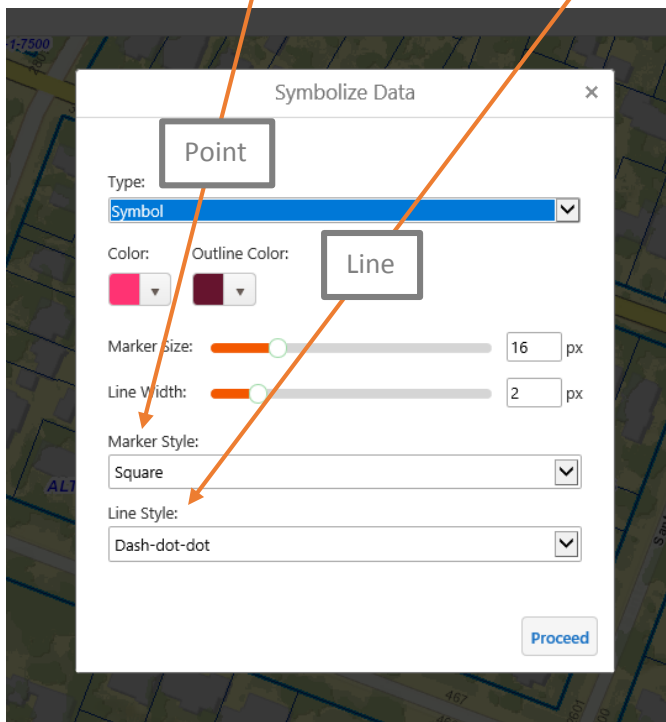 1-7500
Symbolize Data ×
Point
Type:
Symbol
Color: Outline Color:
Line
Marker Size: 16 px
Line Width: 2 px
Marker Style:
Square
ALT
Line Style:
Dash-dot-dot
Proceed
467